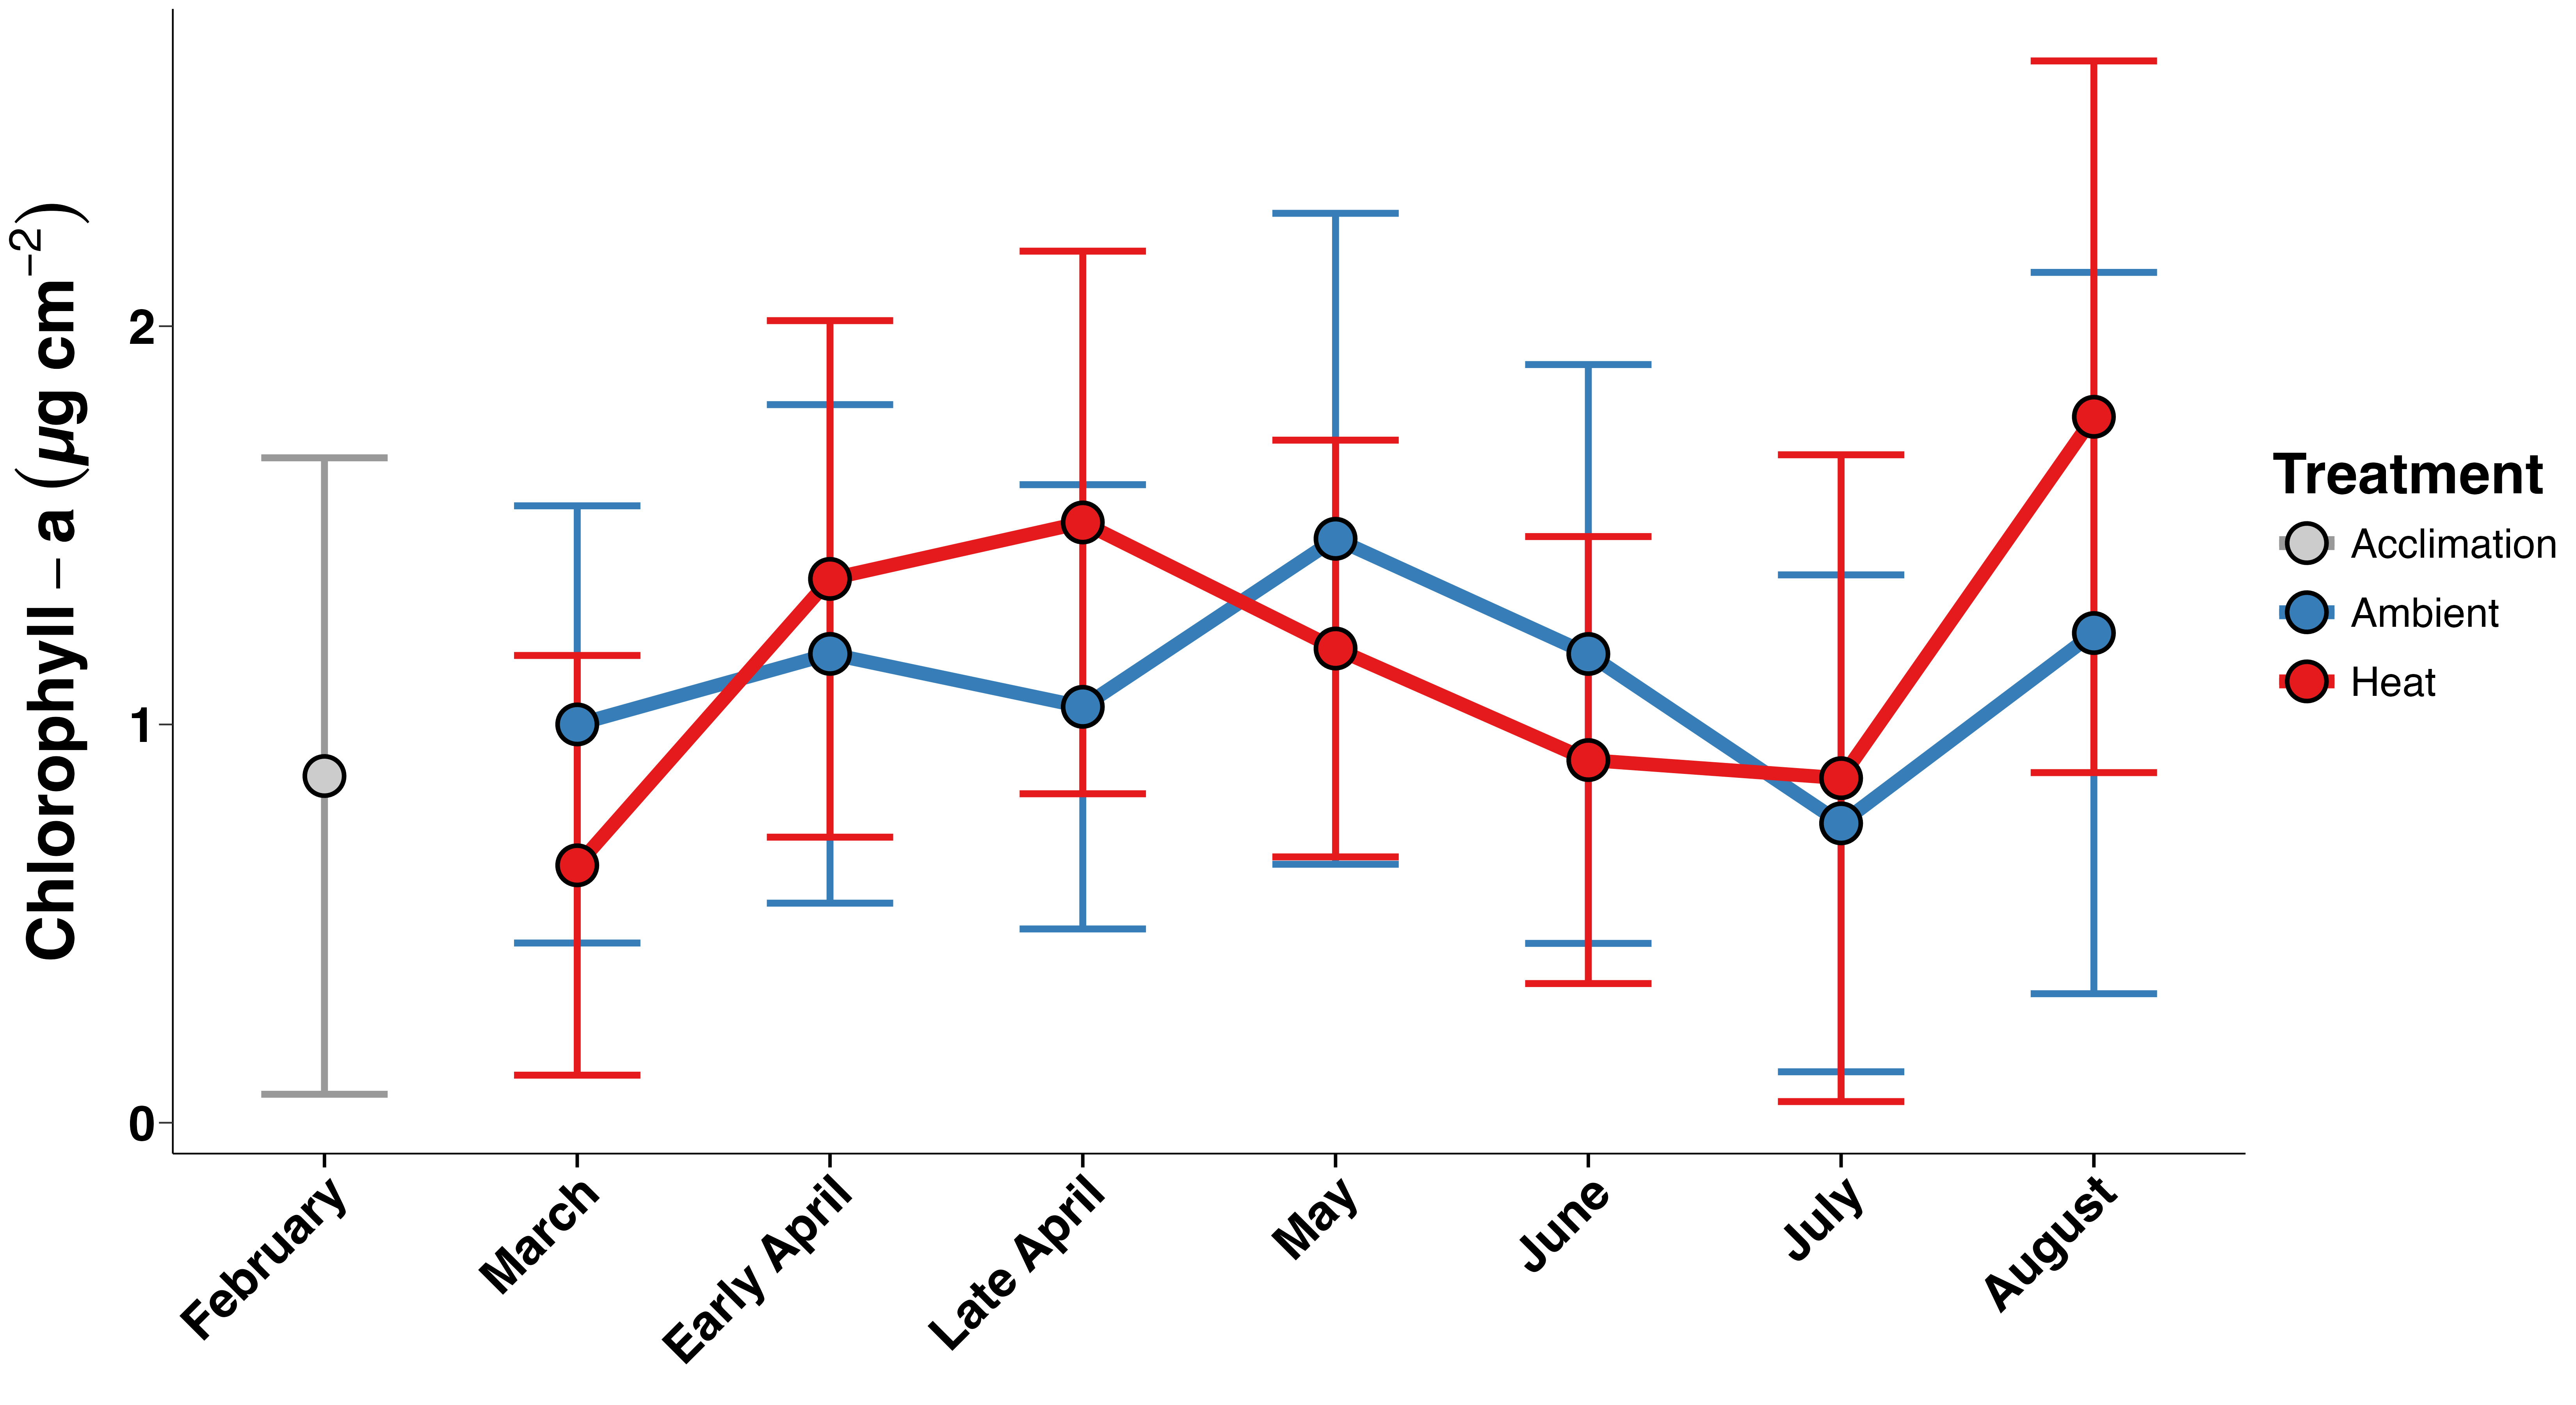 Chlorophyll – a (μg cm⁻²)
2
1
0
February
March
Early April
Late April
May
June
July
August
Treatment
Acclimation
Ambient
Heat